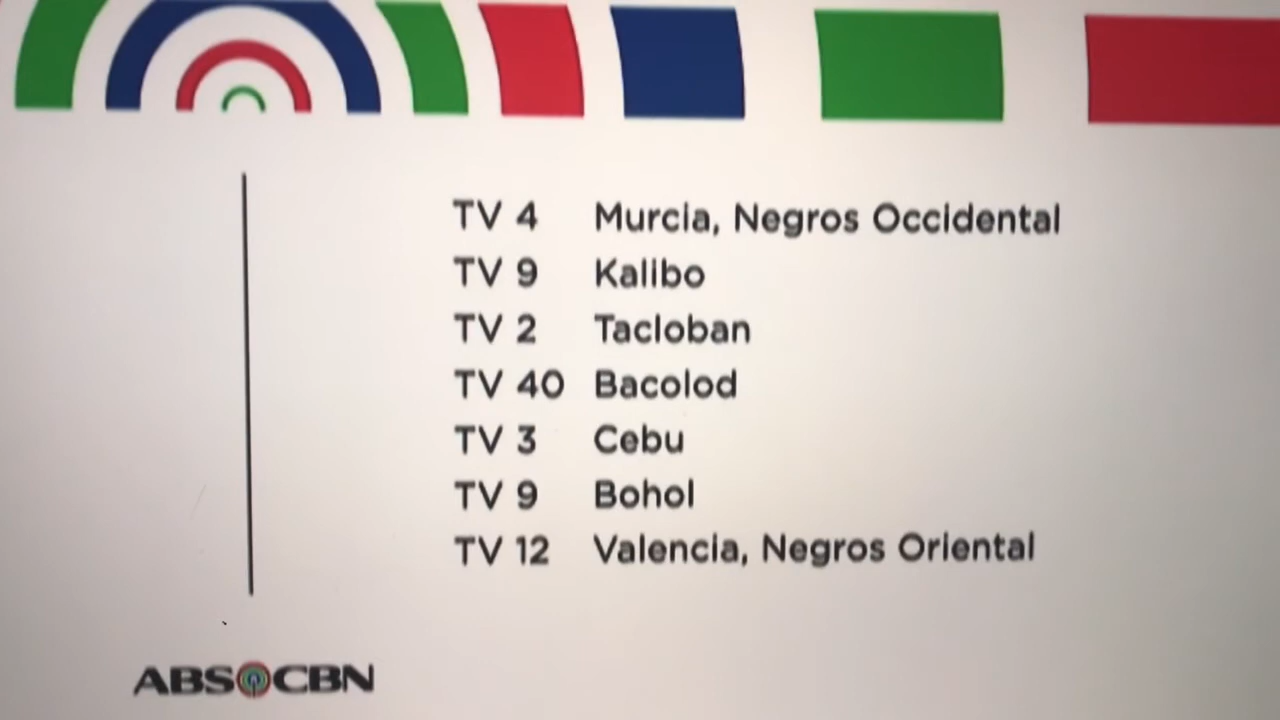 TV 4 Murcia, Negros Occidental
TV 9 Kalibo
TV 2 Tacloban
TV 40 Bacolod
TV 3 Cebu
TV 9 Bohol
TV 12 Valencia, Negros Oriental
ABS CBN